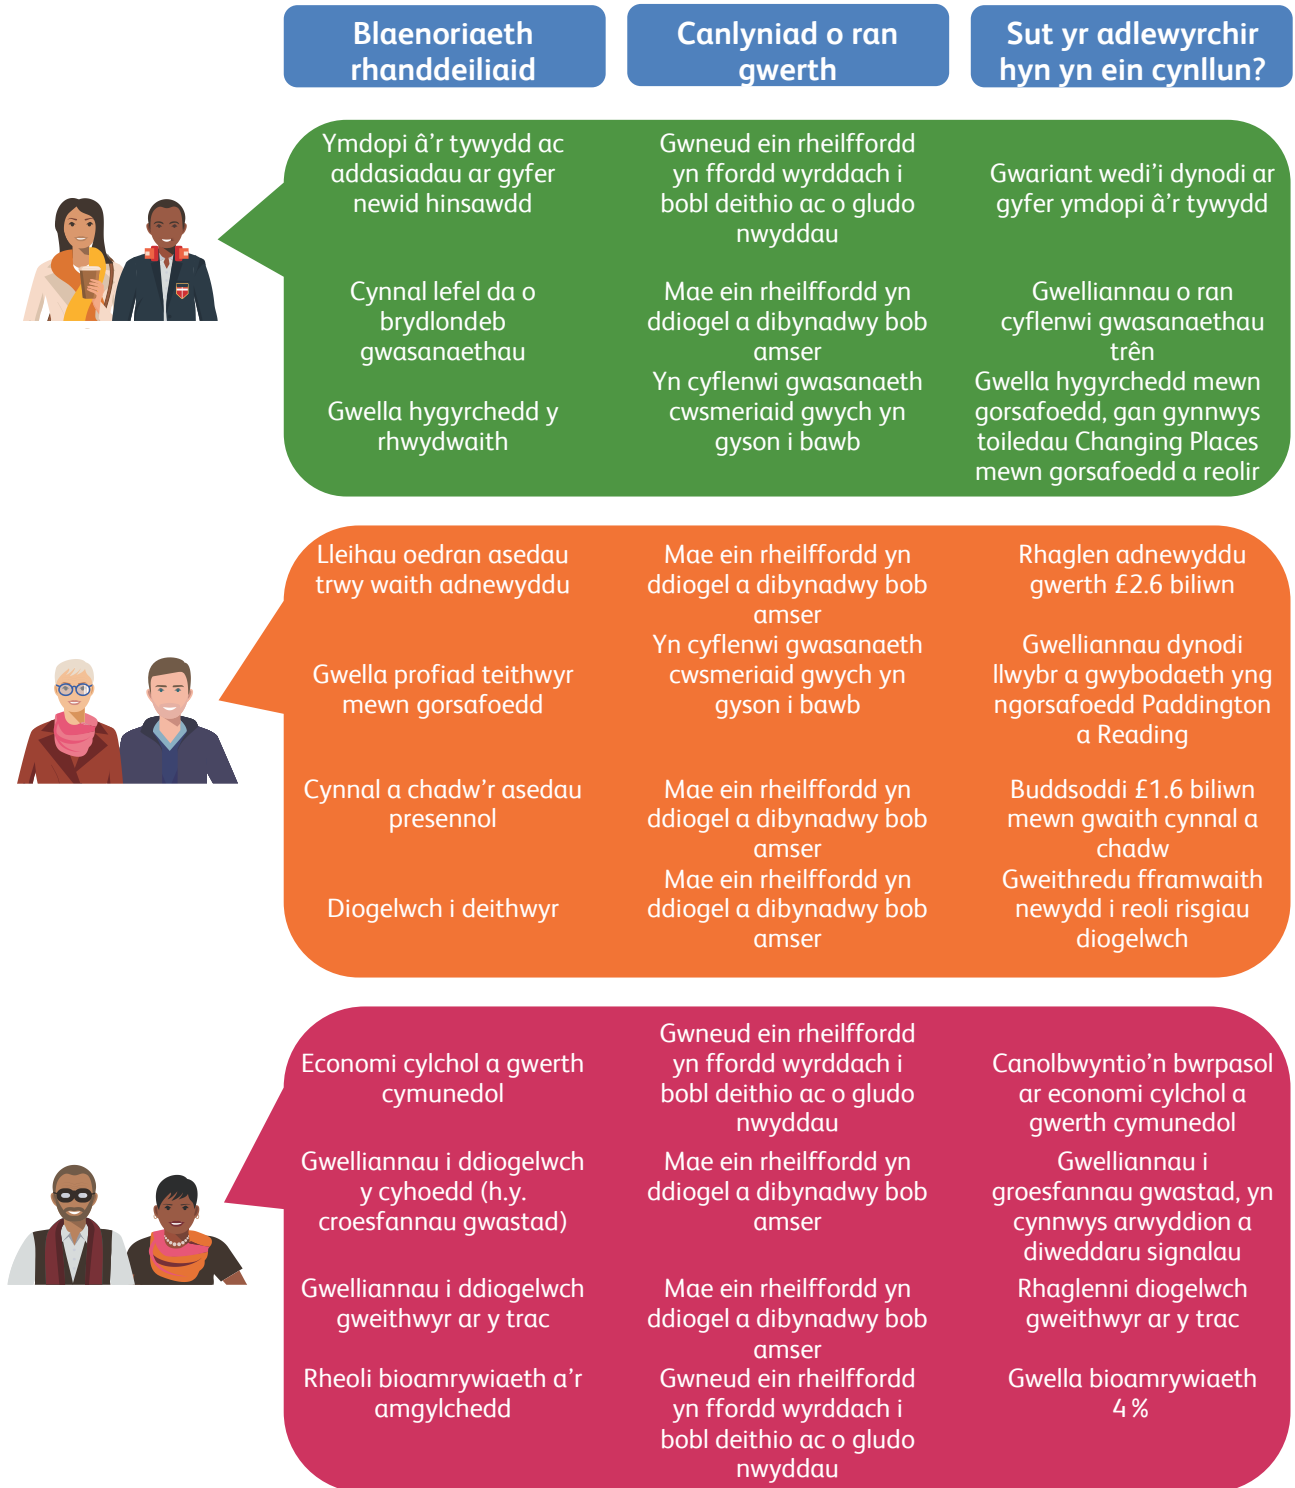 Blaenoriaeth
rhanddeiliaid
Canlyniad o ran
gwerth
Sut yr adlewyrchir
hyn yn ein cynllun?
Ymdopi â'r tywydd ac
addasiadau ar gyfer
newid hinsawdd
Gwneud ein rheilffordd
yn ffordd wyrddach i
bobl deithio ac o gludo
nwyddau
Gwariant wedi'i dynodi ar
gyfer ymdopi â'r tywydd
Cynnal lefel da o
brydlondeb
gwasanaethau
Mae ein rheilffordd yn
ddiogel a dibynadwy bob
amser
Gwelliannau o ran
cyflenwi gwasanaethau
trên
Gwella hygyrchedd y
rhwydwaith
Yn cyflenwi gwasanaeth
cwsmeriaid gwych yn
gyson i bawb
Gwella hygyrchedd mewn
gorsafoedd, gan gynnwys
toiledau Changing Places
mewn gorsafoedd a reolir
Lleihau oedran asedau
trwy waith adnewyddu
Mae ein rheilffordd yn
ddiogel a dibynadwy bob
amser
Rhaglen adnewyddu
gwerth £2.6 biliwn
Gwella profiad teithwyr
mewn gorsafoedd
Yn cyflenwi gwasanaeth
cwsmeriaid gwych yn
gyson i bawb
Gwelliannau dynodi
llwybr a gwybodaeth yng
ngorsafoedd Paddington
a Reading
Cynnal a chadw'r asedau
presennol
Mae ein rheilffordd yn
ddiogel a dibynadwy bob
amser
Buddsoddi £1.6 biliwn
mewn gwaith cynnal a
chadw
Diogelwch i deithwyr
Mae ein rheilffordd yn
ddiogel a dibynadwy bob
amser
Gweithredu fframwaith
newydd i reoli risgiau
diogelwch
Economi cylchol a gwerth
cymunedol
Gwneud ein rheilffordd
yn ffordd wyrddach i
bobl deithio ac o gludo
nwyddau
Canolbwyntio'n bwrpasol
ar economi cylchol a
gwerth cymunedol
Gwelliannau i ddiogelwch
y cyhoedd (h.y.
croesfannau gwastad)
Mae ein rheilffordd yn
ddiogel a dibynadwy bob
amser
Gwelliannau i
groesfannau gwastad, yn
cynnwys arwyddion a
diweddaru signalau
Gwelliannau i ddiogelwch
gweithwyr ar y trac
Mae ein rheilffordd yn
ddiogel a dibynadwy bob
amser
Rhaglenni diogelwch
gweithwyr ar y trac
Rheoli bioamrywiaeth a'r
amgylchedd
Gwneud ein rheilffordd
yn ffordd wyrddach i
bobl deithio ac o gludo
nwyddau
Gwella bioamrywiaeth
4%